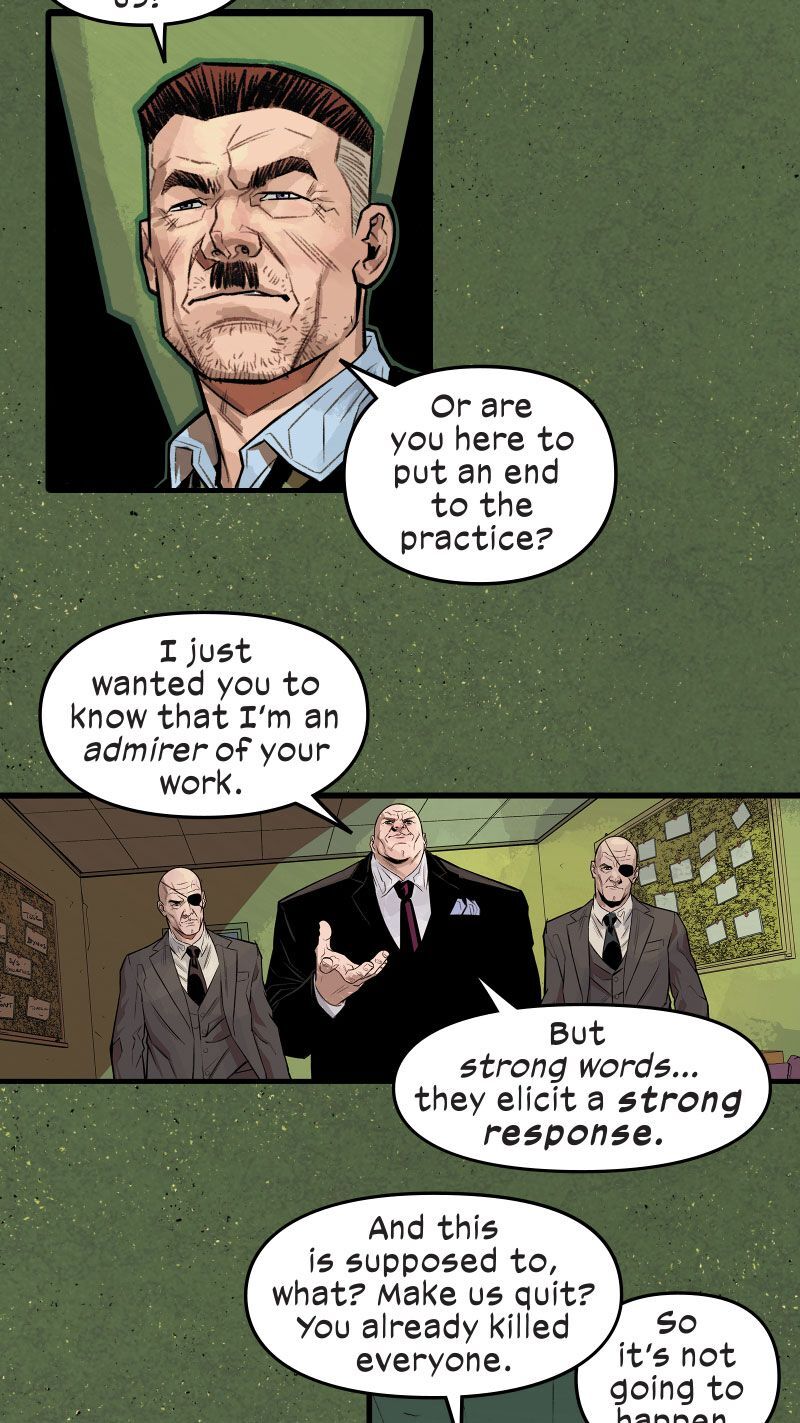 us?
Or are
you here to
put an end
to the
practice?
I just
wanted you to
know that I'm an
admirer of your
work.
But
strong words...
they elicit a strong
response.
And this
is supposed to,
what? Make us quit?
You already killed
everyone.
So
it's not
going to
happen.